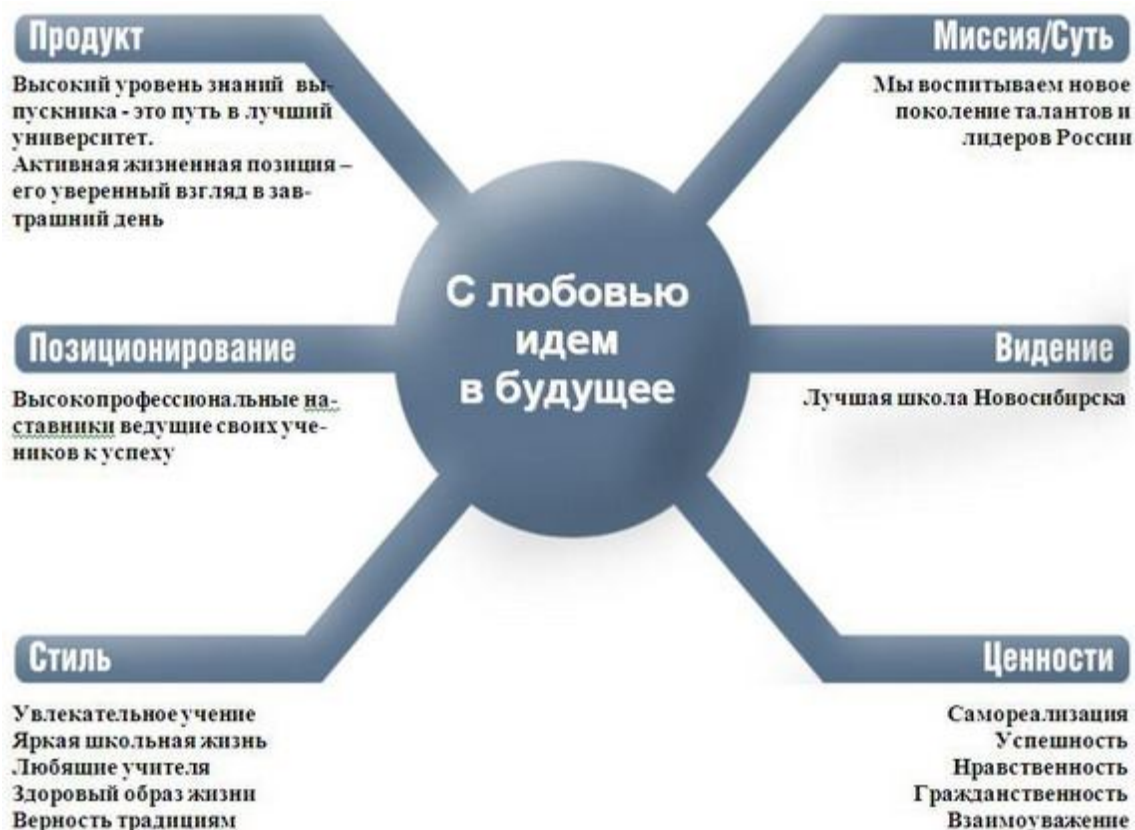 Продукт
Высокий уровень знаний вы-
пускника - это путь в лучший
университет.
Активная жизненная позиция –
его уверенный взгляд в зав-
трашний день
Миссия/Суть
Мы воспитываем новое
поколение талантов и
лидеров России
С любовью
идем
в будущее
Позиционирование
Высокопрофессиональные на-
ставники ведущие своих уче-
ников к успеху
Видение
Лучшая школа Новосибирска
Стиль
Увлекательное учение
Яркая школьная жизнь
Любяшие учителя
Здоровый образ жизни
Верность традициям
Ценности
Самореализация
Успешность
Нравственность
Гражданственность
Взаимоуважение